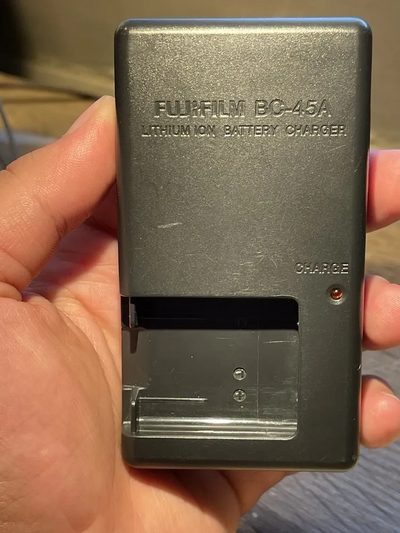 FUJIFILM BC-45A
LITHIUM ION BATTERY CHARGER
CHARGE